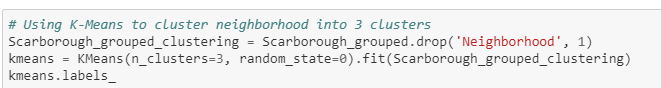 # Using K-Means to cluster neighborhood into 3 clusters
Scarborough_grouped_clustering = Scarborough_grouped.drop('Neighborhood', 1)
kmeans = KMeans(n_clusters=3, random_state=0).fit(Scarborough_grouped_clustering)
kmeans.labels_